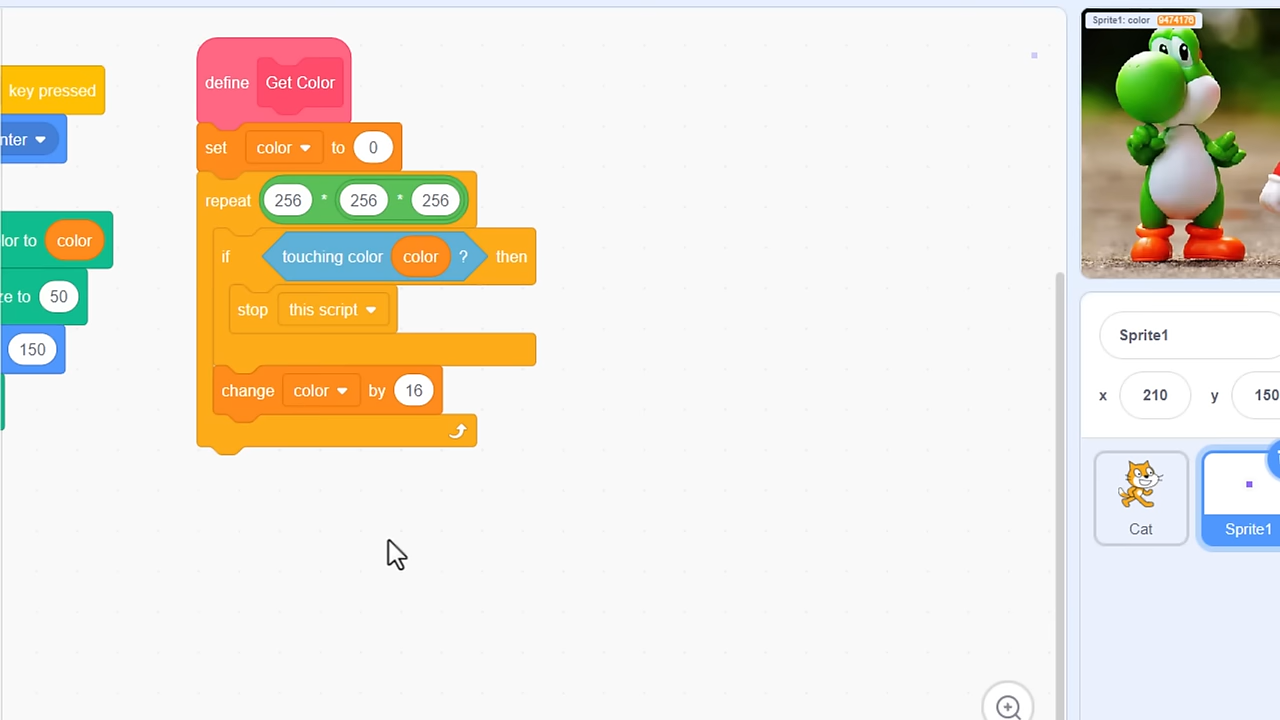 key pressed
nter
lor to color
ze to 50
150
define Get Color
set color to 0
repeat 256 * 256 * 256
if touching color color ? then
stop this script
change color by 16
Sprite1: color 9474176
Sprite1
x 210 y 150
Cat
Sprite1